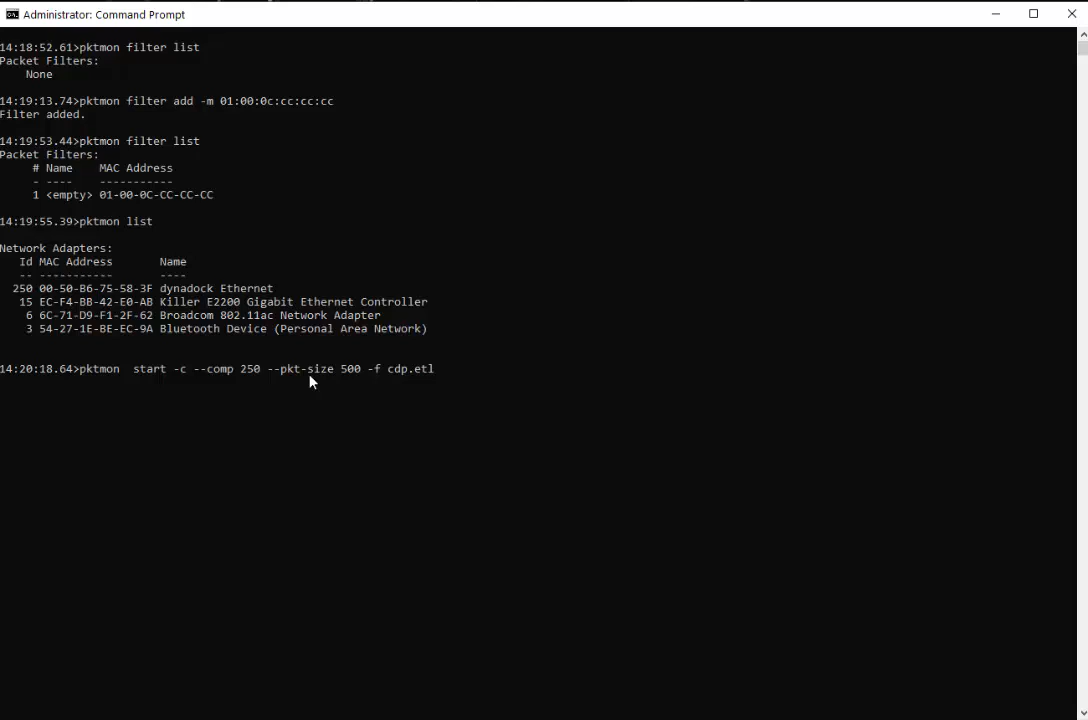 Administrator: Command Prompt
14:18:52.61>pktmon filter list
Packet Filters:
    None
14:19:13.74>pktmon filter add -m 01:00:0c:cc:cc:cc
Filter added.
14:19:53.44>pktmon filter list
Packet Filters:
     # Name    MAC Address
     - ----    -----------
     1 <empty> 01-00-0C-CC-CC-CC
14:19:55.39>pktmon list
Network Adapters:
   Id MAC Address       Name
   -- -----------       ----
  250 00-50-B6-75-58-3F dynadock Ethernet
   15 EC-F4-BB-42-E0-AB Killer E2200 Gigabit Ethernet Controller
    6 6C-71-D9-F1-2F-62 Broadcom 802.11ac Network Adapter
    3 54-27-1E-BE-EC-9A Bluetooth Device (Personal Area Network)
14:20:18.64>pktmon  start -c --comp 250 --pkt-size 500 -f cdp.etl